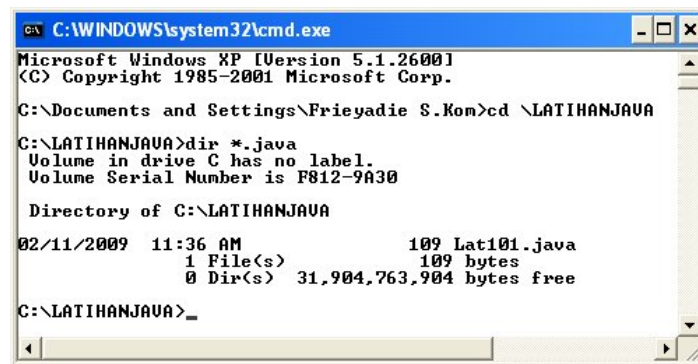 C:\WINDOWS\system32\cmd.exe
Microsoft Windows XP [Version 5.1.2600]
(C) Copyright 1985-2001 Microsoft Corp.
C:\Documents and Settings\Frieyadie S.Kom>cd \LATIHANJAVA
C:\LATIHANJAVA>dir *.java
Volume in drive C has no label.
Volume Serial Number is F812-9A30
Directory of C:\LATIHANJAVA
02/11/2009 11:36 AM 109 Lat101.java
1 File(s) 109 bytes
0 Dir(s) 31,904,763,904 bytes free
C:\LATIHANJAVA>_